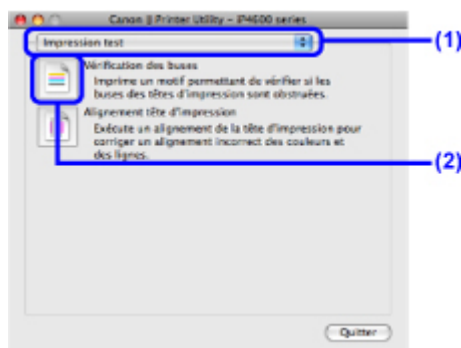 Canon IJ Printer Utility – iP4600 series
Impression test
(1)
Vérification des buses
Imprime un motif permettant de vérifier si les
buses des têtes d'impression sont obstruées.
Alignement tête d'impression
Exécute un alignement de la tête d'impression pour
corriger un alignement incorrect des couleurs et
des lignes.
(2)
Quitter